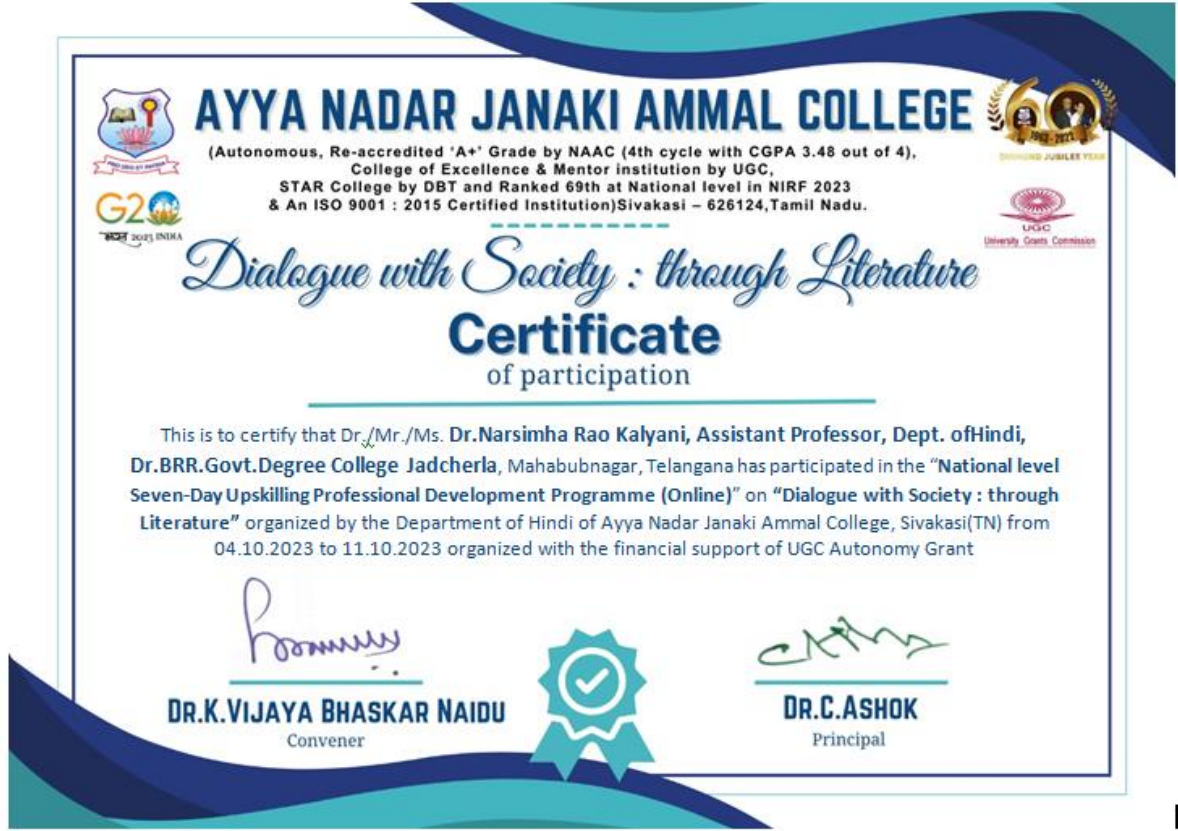 AYYA NADAR JANAKI AMMAL COLLEGE
(Autonomous, Re-accredited 'A+' Grade by NAAC (4th cycle with CGPA 3.48 out of 4),
College of Excellence & Mentor institution by UGC,
STAR College by DBT and Ranked 69th at National level in NIRF 2023
& An ISO 9001 : 2015 Certified Institution)Sivakasi – 626124,Tamil Nadu.
G20
2023 INDIA
60
DIAMOND JUBILEE YEAR
UGC
University Grants Commission
Dialogue with Society : through Literature
Certificate
of participation
This is to certify that Dr./Mr./Ms. Dr.Narsimha Rao Kalyani, Assistant Professor, Dept. ofHindi,
Dr.BRR.Govt.Degree College Jadcherla, Mahabubnagar, Telangana has participated in the “National level
Seven-Day Upskilling Professional Development Programme (Online)” on “Dialogue with Society : through
Literature” organized by the Department of Hindi of Ayya Nadar Janaki Ammal College, Sivakasi(TN) from
04.10.2023 to 11.10.2023 organized with the financial support of UGC Autonomy Grant
DR.K.VIJAYA BHASKAR NAIDU
Convener
DR.C.ASHOK
Principal